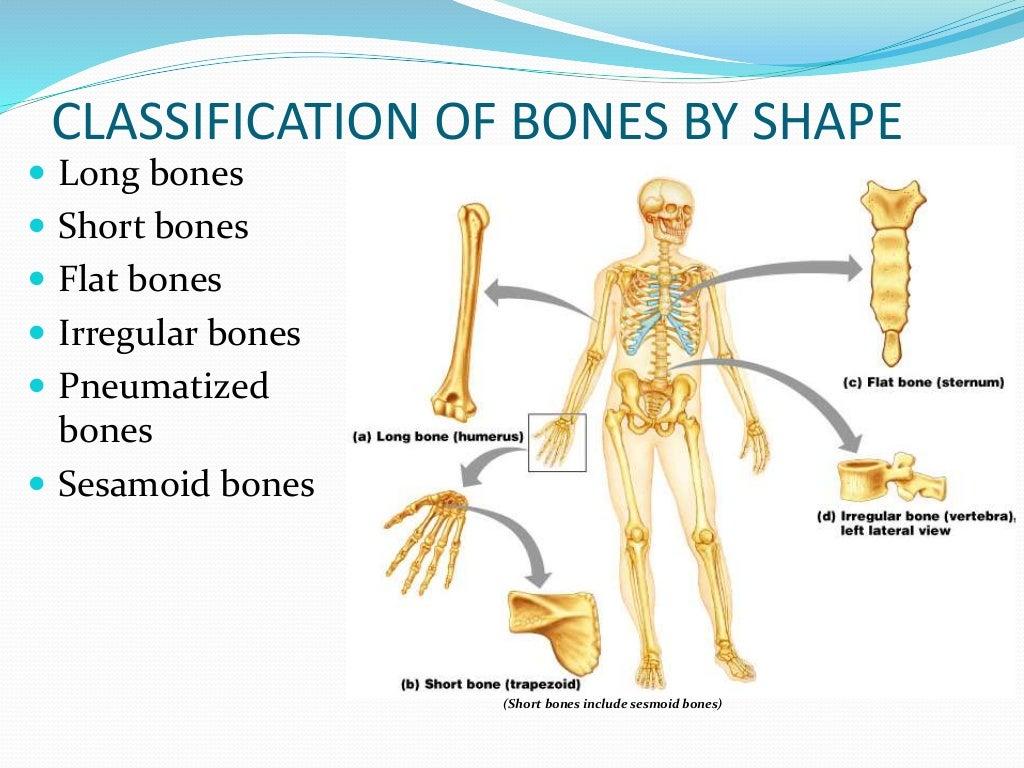 CLASSIFICATION OF BONES BY SHAPE
• Long bones
• Short bones
• Flat bones
• Irregular bones
• Pneumatized
bones
• Sesamoid bones
(c) Flat bone (sternum)
(a) Long bone (humerus)
(d) Irregular bone (vertebra),
left lateral view
(b) Short bone (trapezoid)
(Short bones include sesmoid bones)